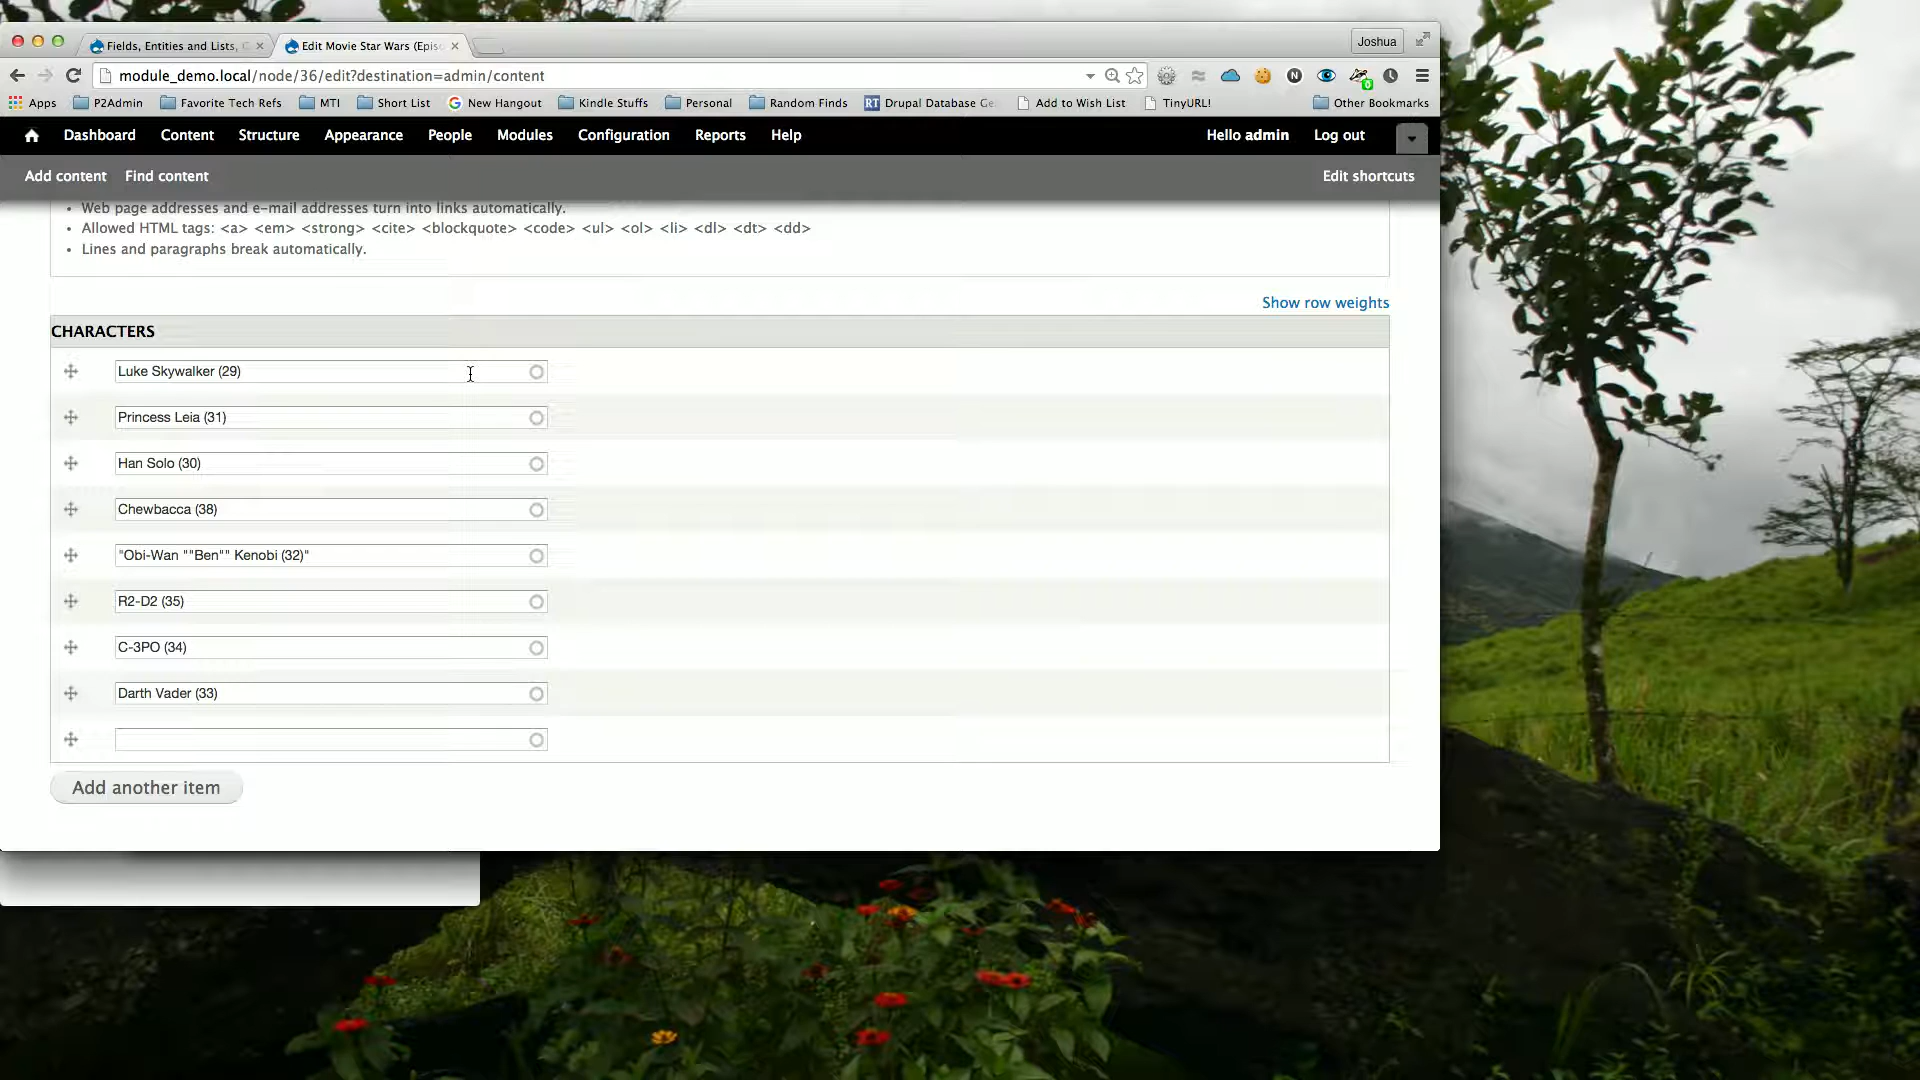 Fields, Entities and Lists,
Edit Movie Star Wars (Epis
Joshua
module_demo.local/node/36/edit?destination=admin/content
Apps P2Admin Favorite Tech Refs MTI Short List New Hangout Kindle Stuffs Personal Random Finds RT Drupal Database Ge Add to Wish List TinyURL! Other Bookmarks
Dashboard Content Structure Appearance People Modules Configuration Reports Help Hello admin Log out
Add content Find content Edit shortcuts
• Web page addresses and e-mail addresses turn into links automatically.
• Allowed HTML tags: <a> <em> <strong> <cite> <blockquote> <code> <ul> <ol> <li> <dl> <dt> <dd>
• Lines and paragraphs break automatically.
Show row weights
CHARACTERS
Luke Skywalker (29)
Princess Leia (31)
Han Solo (30)
Chewbacca (38)
"Obi-Wan ""Ben"" Kenobi (32)"
R2-D2 (35)
C-3PO (34)
Darth Vader (33)
Add another item